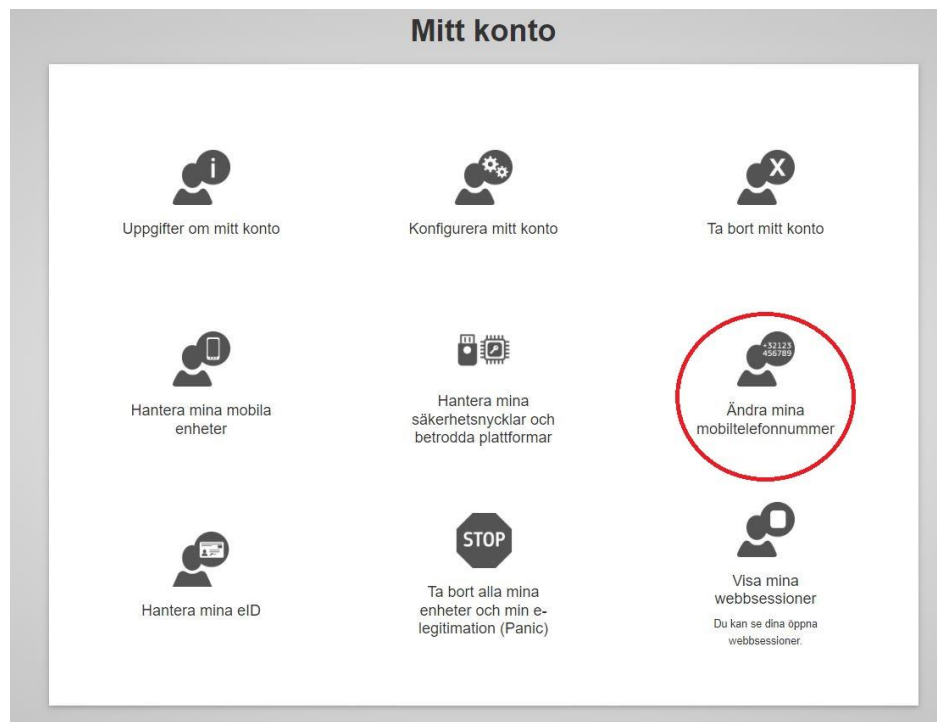 Mitt konto
i
X
Uppgifter om mitt konto
Konfigurera mitt konto
Ta bort mitt konto
+32123
456789
Hantera mina mobila
enheter
Hantera mina
säkerhetsnycklar och
betrodda plattformar
Ändra mina
mobiltelefonnummer
STOP
Hantera mina eID
Ta bort alla mina
enheter och min e-
legitimation (Panic)
Visa mina
webbsessioner
Du kan se dina öppna
webbsessioner.